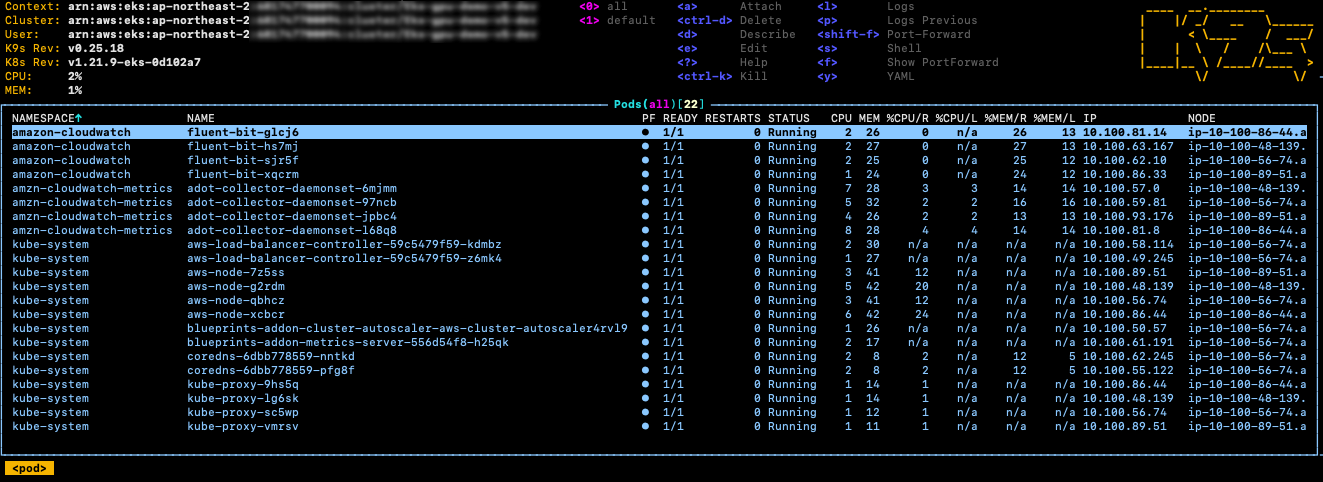 Context: arn:aws:eks:ap-northeast-2 <0> all <a> Attach <l> Logs
Cluster: arn:aws:eks:ap-northeast-2 <1> default <ctrl-d> Delete <p> Logs Previous
User: arn:aws:eks:ap-northeast-2 <d> Describe <shift-f> Port-Forward
K9s Rev: v0.25.18 <e> Edit <s> Shell
K8s Rev: v1.21.9-eks-0d102a7 <?> Help <f> Show PortForward
CPU: 2% <ctrl-k> Kill <y> YAML
MEM: 1%
Pods(all)[22]
NAMESPACE↑ NAME PF READY RESTARTS STATUS CPU MEM %CPU/R %CPU/L %MEM/R %MEM/L IP NODE
amazon-cloudwatch fluent-bit-glcj6 ● 1/1 0 Running 2 26 0 n/a 26 13 10.100.81.14 ip-10-100-86-44.a
amazon-cloudwatch fluent-bit-hs7mj ● 1/1 0 Running 2 27 0 n/a 27 13 10.100.63.167 ip-10-100-48-139.
amazon-cloudwatch fluent-bit-sjr5f ● 1/1 0 Running 2 25 0 n/a 25 12 10.100.62.10 ip-10-100-56-74.a
amazon-cloudwatch fluent-bit-xqcrm ● 1/1 0 Running 1 24 0 n/a 24 12 10.100.86.33 ip-10-100-89-51.a
amzn-cloudwatch-metrics adot-collector-daemonset-6mjmm ● 1/1 0 Running 7 28 3 3 14 14 10.100.57.0 ip-10-100-48-139.
amzn-cloudwatch-metrics adot-collector-daemonset-97ncb ● 1/1 0 Running 5 32 2 2 16 16 10.100.59.81 ip-10-100-56-74.a
amzn-cloudwatch-metrics adot-collector-daemonset-jpbc4 ● 1/1 0 Running 4 26 2 2 13 13 10.100.93.176 ip-10-100-89-51.a
amzn-cloudwatch-metrics adot-collector-daemonset-l68q8 ● 1/1 0 Running 8 28 4 4 14 14 10.100.81.8 ip-10-100-86-44.a
kube-system aws-load-balancer-controller-59c5479f59-kdmbz ● 1/1 0 Running 2 30 n/a n/a n/a n/a 10.100.58.114 ip-10-100-56-74.a
kube-system aws-load-balancer-controller-59c5479f59-z6mk4 ● 1/1 0 Running 1 27 n/a n/a n/a n/a 10.100.49.245 ip-10-100-56-74.a
kube-system aws-node-7z5ss ● 1/1 0 Running 3 41 12 n/a n/a n/a 10.100.89.51 ip-10-100-89-51.a
kube-system aws-node-g2rdm ● 1/1 0 Running 5 42 20 n/a n/a n/a 10.100.48.139 ip-10-100-48-139.
kube-system aws-node-qbhcz ● 1/1 0 Running 3 41 12 n/a n/a n/a 10.100.56.74 ip-10-100-56-74.a
kube-system aws-node-xcbcr ● 1/1 0 Running 6 42 24 n/a n/a n/a 10.100.86.44 ip-10-100-86-44.a
kube-system blueprints-addon-cluster-autoscaler-aws-cluster-autoscaler4rvl9 ● 1/1 0 Running 1 26 n/a n/a n/a n/a 10.100.50.57 ip-10-100-56-74.a
kube-system blueprints-addon-metrics-server-556d54f8-h25qk ● 1/1 0 Running 2 17 n/a n/a n/a n/a 10.100.61.191 ip-10-100-56-74.a
kube-system coredns-6dbb778559-nntkd ● 1/1 0 Running 2 8 2 n/a 12 5 10.100.62.245 ip-10-100-56-74.a
kube-system coredns-6dbb778559-pfg8f ● 1/1 0 Running 2 8 2 n/a 12 5 10.100.55.122 ip-10-100-56-74.a
kube-system kube-proxy-9hs5q ● 1/1 0 Running 1 14 1 n/a n/a n/a 10.100.86.44 ip-10-100-86-44.a
kube-system kube-proxy-lg6sk ● 1/1 0 Running 1 14 1 n/a n/a n/a 10.100.48.139 ip-10-100-48-139.
kube-system kube-proxy-sc5wp ● 1/1 0 Running 1 12 1 n/a n/a n/a 10.100.56.74 ip-10-100-56-74.a
kube-system kube-proxy-vmrsv ● 1/1 0 Running 1 11 1 n/a n/a n/a 10.100.89.51 ip-10-100-89-51.a
<pod>